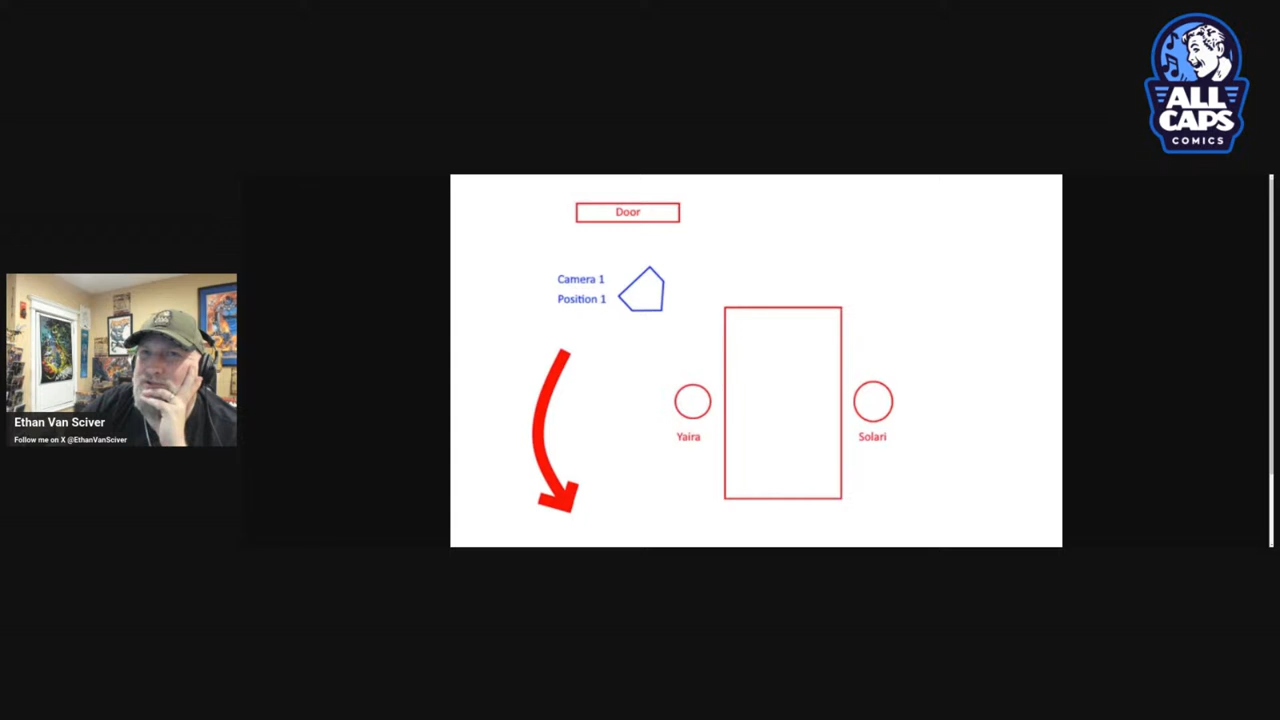 ALL
CAPS
COMICS
Door
Camera 1
Position 1
Yaira
Solari
Ethan Van Sciver
Follow me on X @EthanVanSciver